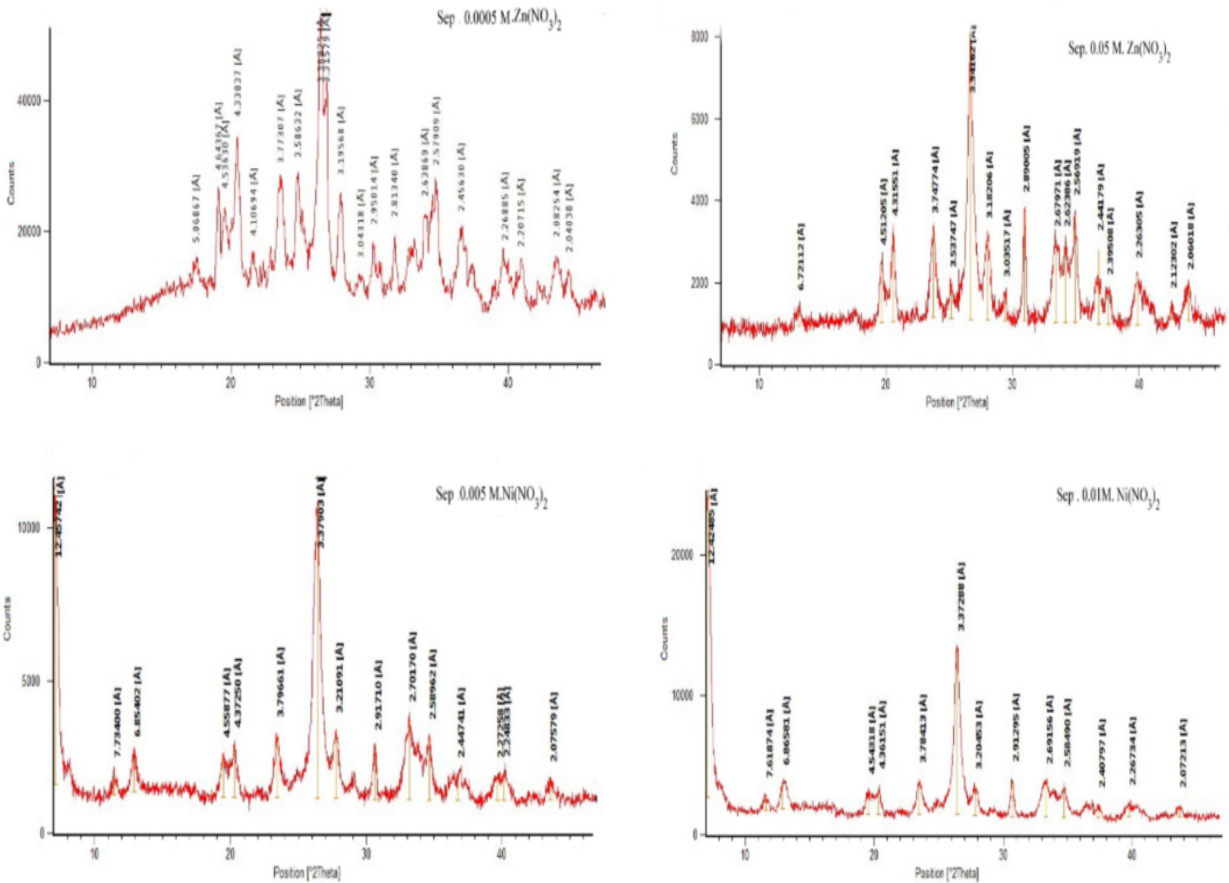 Sep . 0.0005 M.Zn(NO3)2
Counts
40000
20000
0
5.06867 [Å]
4.64367 [Å]
4.53630 [Å]
4.33837 [Å]
4.10694 [Å]
3.77307 [Å]
3.58632 [Å]
3.31579 [Å]
3.19568 [Å]
3.04318 [Å]
2.95014 [Å]
2.81340 [Å]
2.63869 [Å]
2.57909 [Å]
2.45630 [Å]
2.26885 [Å]
2.20715 [Å]
2.08254 [Å]
2.04038 [Å]
10 20 30 40
Position [°2Theta]
Sep. 0.05 M. Zn(NO3)2
Counts
8000
6000
4000
2000
0
6.72112 [Å]
4.51205 [Å]
4.31551 [Å]
3.74774 [Å]
3.53747 [Å]
3.34162 [Å]
3.18206 [Å]
3.03517 [Å]
2.89005 [Å]
2.67971 [Å]
2.62386 [Å]
2.56919 [Å]
2.44179 [Å]
2.39508 [Å]
2.26305 [Å]
2.12302 [Å]
2.06018 [Å]
10 20 30 40
Position [°2Theta]
Sep .0.005 M.Ni(NO3)2
Counts
10000
5000
0
12.45742 [Å]
7.73400 [Å]
6.85402 [Å]
4.55877 [Å]
4.37250 [Å]
3.79661 [Å]
3.37903 [Å]
3.21091 [Å]
2.91710 [Å]
2.70170 [Å]
2.58962 [Å]
2.44741 [Å]
2.27258 [Å]
2.24833 [Å]
2.07579 [Å]
10 20 30 40
Position [°2Theta]
Sep . 0.01M. Ni(NO3)2
Counts
20000
10000
0
12.42485 [Å]
7.61874 [Å]
6.86581 [Å]
4.54318 [Å]
4.36151 [Å]
3.78413 [Å]
3.37288 [Å]
3.20453 [Å]
2.91295 [Å]
2.69156 [Å]
2.58490 [Å]
2.40797 [Å]
2.26734 [Å]
2.07213 [Å]
10 20 30 40
Position [°2Theta]